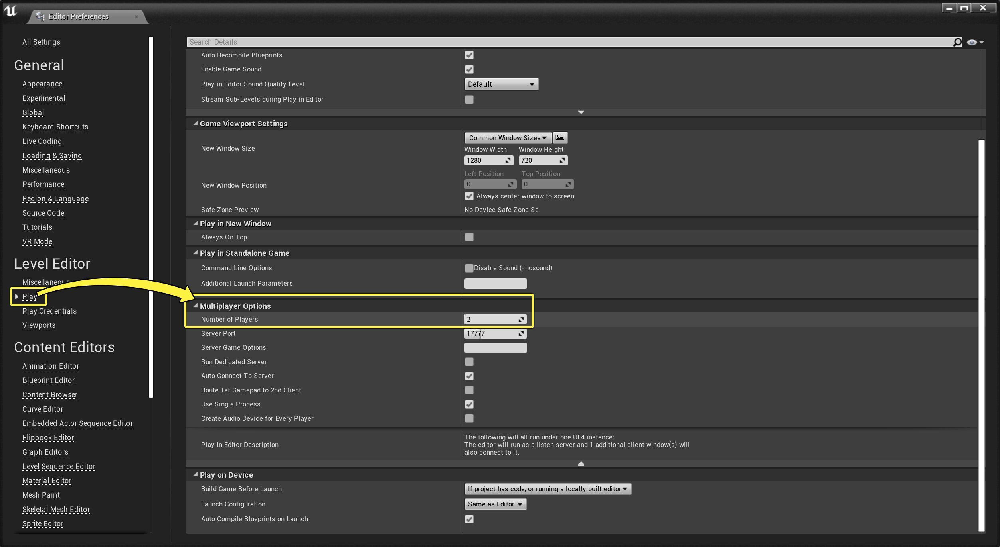 Editor Preferences
All Settings
General
Appearance
Experimental
Global
Keyboard Shortcuts
Live Coding
Loading & Saving
Miscellaneous
Performance
Region & Language
Source Code
Tutorials
VR Mode
Level Editor
Miscellaneous
Play
Play Credentials
Viewports
Content Editors
Animation Editor
Blueprint Editor
Content Browser
Curve Editor
Embedded Actor Sequence Editor
Flipbook Editor
Graph Editors
Level Sequence Editor
Material Editor
Mesh Paint
Skeletal Mesh Editor
Sprite Editor
Search Details
Auto Recompile Blueprints
Enable Game Sound
Play in Editor Sound Quality Level
Default
Stream Sub-Levels during Play in Editor
Game Viewport Settings
Common Window Sizes
New Window Size
Window Width Window Height
1280 720
Left Position Top Position
New Window Position
0 0
Always center window to screen
Safe Zone Preview
No Device Safe Zone Se
Play in New Window
Always On Top
Play in Standalone Game
Command Line Options
Disable Sound (-nosound)
Additional Launch Parameters
Multiplayer Options
Number of Players
2
Server Port
17777
Server Game Options
Run Dedicated Server
Auto Connect To Server
Route 1st Gamepad to 2nd Client
Use Single Process
Create Audio Device for Every Player
Play In Editor Description
The following will all run under one UE4 instance:
The editor will run as a listen server and 1 additional client window(s) will
also connect to it.
Play on Device
Build Game Before Launch
If project has code, or running a locally built editor
Launch Configuration
Same as Editor
Auto Compile Blueprints on Launch